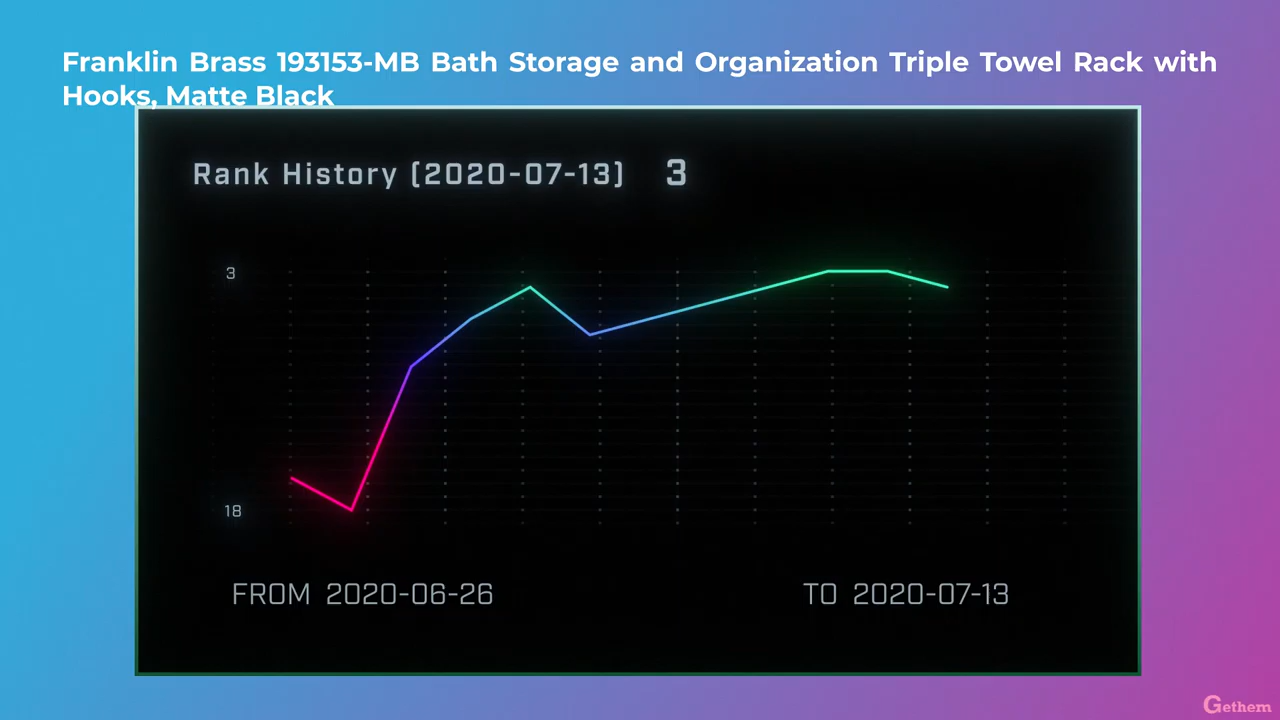 Franklin Brass 193153-MB Bath Storage and Organization Triple Towel Rack with
Hooks, Matte Black
Rank History (2020-07-13) 3
3
18
FROM 2020-06-26
TO 2020-07-13
Gethem